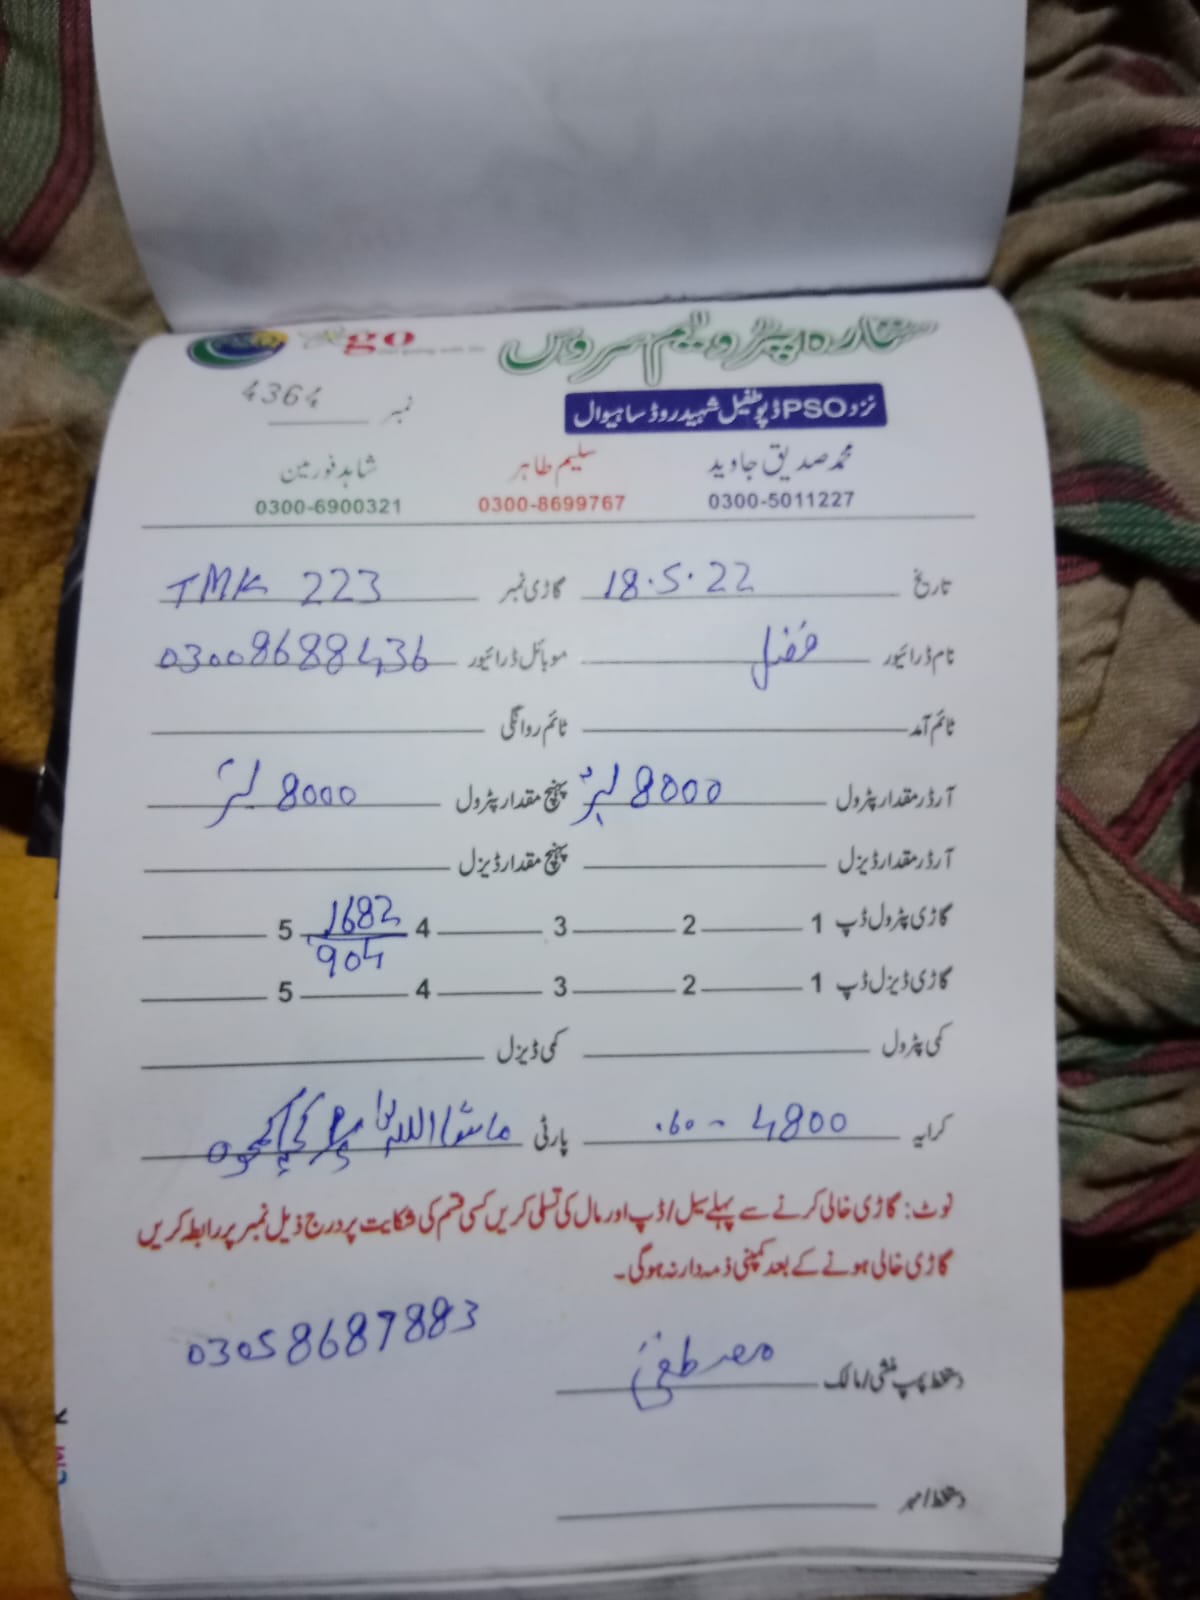 go ستارہ پٹرولیم سروس
نزد PSO ڈپو طفیل شہید روڈ ساہیوال
نمبر 4364
محمد صدیق جاوید سلیم طاہر شاہد فورمین
0300-5011227 0300-8699767 0300-6900321
تاریخ 18.5.22 گاڑی نمبر TMK 223
نام ڈرائیور فضل موبائل ڈرائیور 03008688436
ٹائم آمد ٹائم روانگی
آرڈر مقدار پٹرول 8000 لیٹر پہنچ مقدار پٹرول 8000 لیٹر
آرڈر مقدار ڈیزل پہنچ مقدار ڈیزل
گاڑی پٹرول ڈپ 1 2 3 4 1682 5
904
گاڑی ڈیزل ڈپ 1 2 3 4 5
کمی پٹرول کمی ڈیزل
کرایہ 4800 - .60 پارٹی ماشاءاللہ
نوٹ: گاڑی خالی کرنے سے پہلے سیل/ڈپ اور مال کی تسلی کریں کسی قسم کی شکایت پر درج ذیل نمبر پر رابطہ کریں
گاڑی خالی ہونے کے بعد کمپنی ذمہ دار نہ ہوگی۔
03058687883
دستخط پمپ منشی/مالک مصطفیٰ
دستخط/مہر